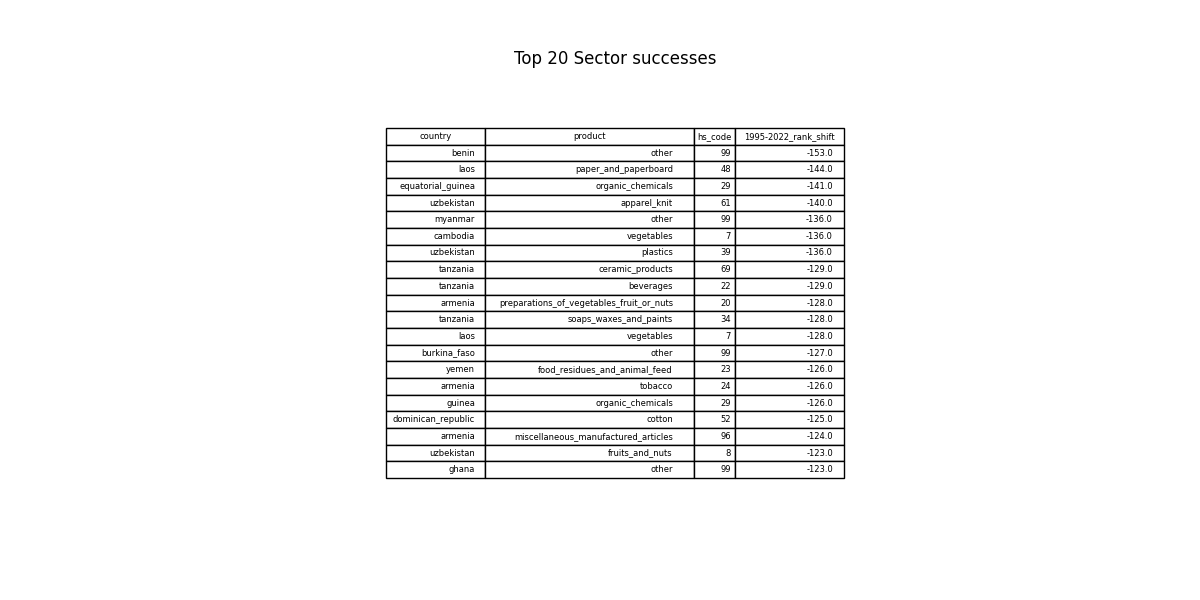 Top 20 Sector successes
country product hs_code 1995-2022_rank_shift
benin other 99 -153.0
laos paper_and_paperboard 48 -144.0
equatorial_guinea organic_chemicals 29 -141.0
uzbekistan apparel_knit 61 -140.0
myanmar other 99 -136.0
cambodia vegetables 7 -136.0
uzbekistan plastics 39 -136.0
tanzania ceramic_products 69 -129.0
tanzania beverages 22 -129.0
armenia preparations_of_vegetables_fruit_or_nuts 20 -128.0
tanzania soaps_waxes_and_paints 34 -128.0
laos vegetables 7 -128.0
burkina_faso other 99 -127.0
yemen food_residues_and_animal_feed 23 -126.0
armenia tobacco 24 -126.0
guinea organic_chemicals 29 -126.0
dominican_republic cotton 52 -125.0
armenia miscellaneous_manufactured_articles 96 -124.0
uzbekistan fruits_and_nuts 8 -123.0
ghana other 99 -123.0